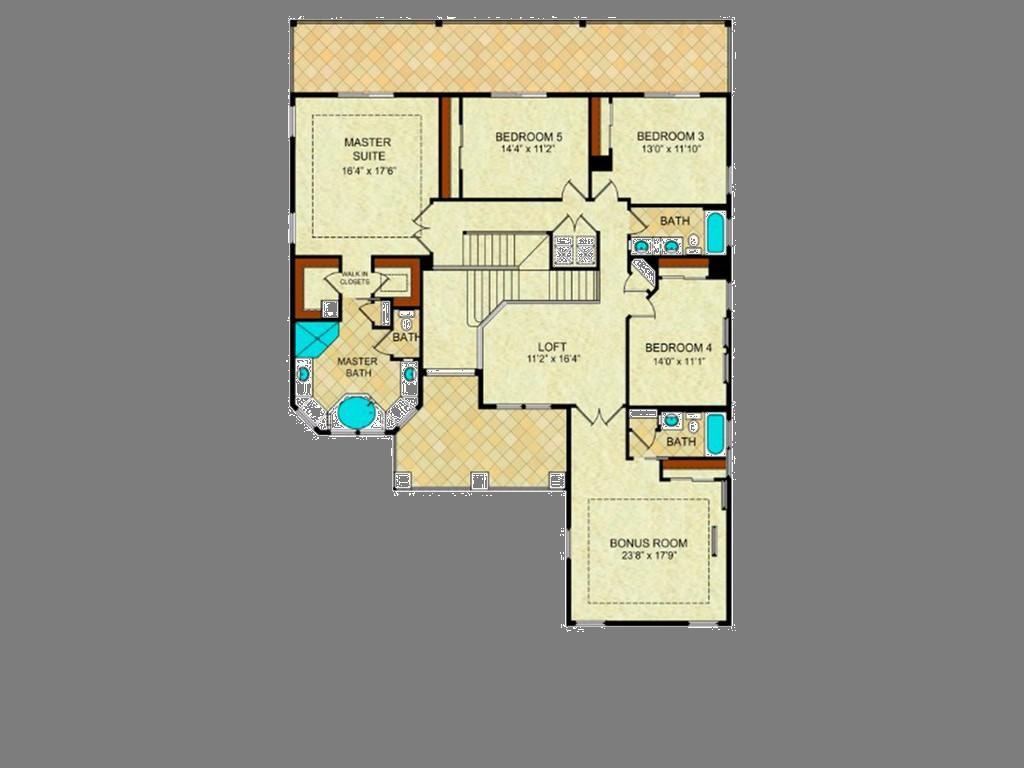 MASTER
SUITE
16'4" x 17'6"
BEDROOM 5
14'4" x 11'2"
BEDROOM 3
13'0" x 11'10"
BATH
WALK IN
CLOSETS
BATH
MASTER
BATH
LOFT
11'2" x 16'4"
BEDROOM 4
14'0" x 11'1"
BATH
BONUS ROOM
23'8" x 17'9"